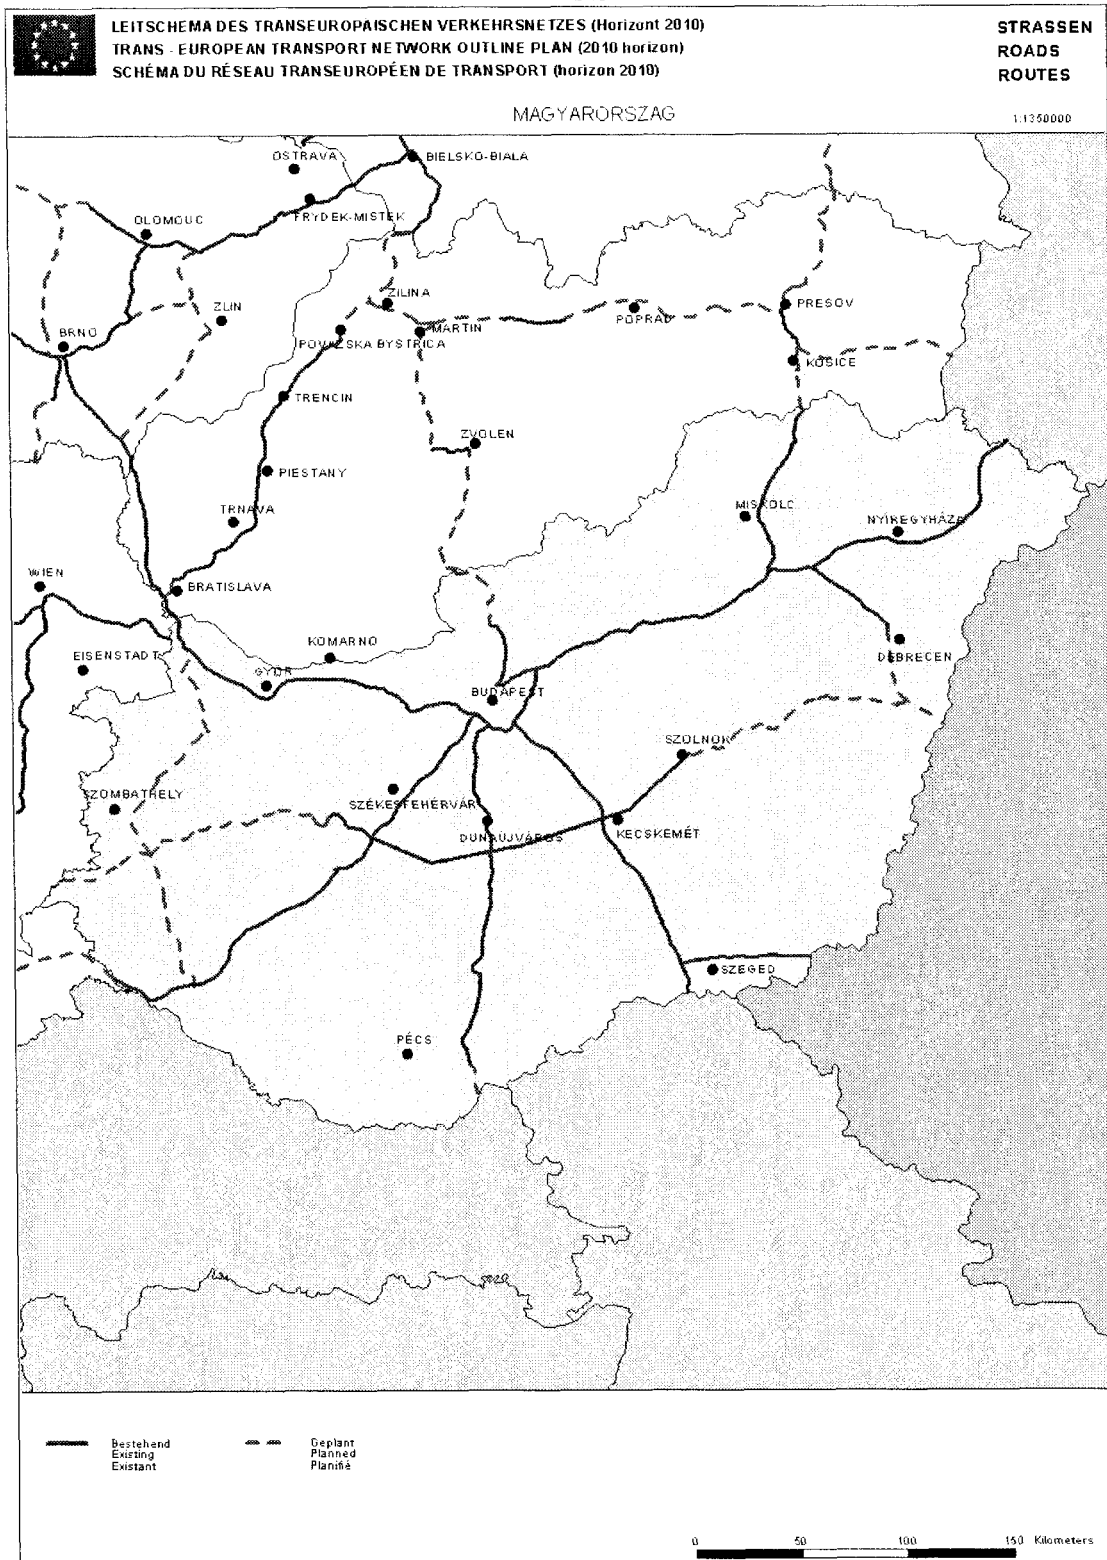 LEITSCHEMA DES TRANSEUROPAISCHEN VERKEHRSNETZES (Horizont 2010)
TRANS - EUROPEAN TRANSPORT NETWORK OUTLINE PLAN (2010 horizon)
SCHÉMA DU RÉSEAU TRANSEUROPÉEN DE TRANSPORT (horizon 2010)
STRASSEN
ROADS
ROUTES
MAGYARORSZAG
1:1350000
OSTRAVA
BIELSKO-BIALA
FRYDEK-MISTEK
OLOMOUC
ZILINA
ZLIN
PRESOV
POPRAD
MARTIN
BRNO
POVAZSKA BYSTRICA
KOSICE
TRENCIN
ZVOLEN
PIESTANY
TRNAVA
MISKOLC
NYÍREGYHÁZA
WIEN
BRATISLAVA
KOMARNO
EISENSTADT
DEBRECEN
GYOR
BUDAPEST
SZOLNOK
SZOMBATHELY
SZÉKESFEHÉRVÁR
DUNAÚJVÁROS
KECSKEMÉT
SZEGED
PÉCS
Bestehend
Existing
Existant
Geplant
Planned
Planifié
0 50 100 150 Kilometers